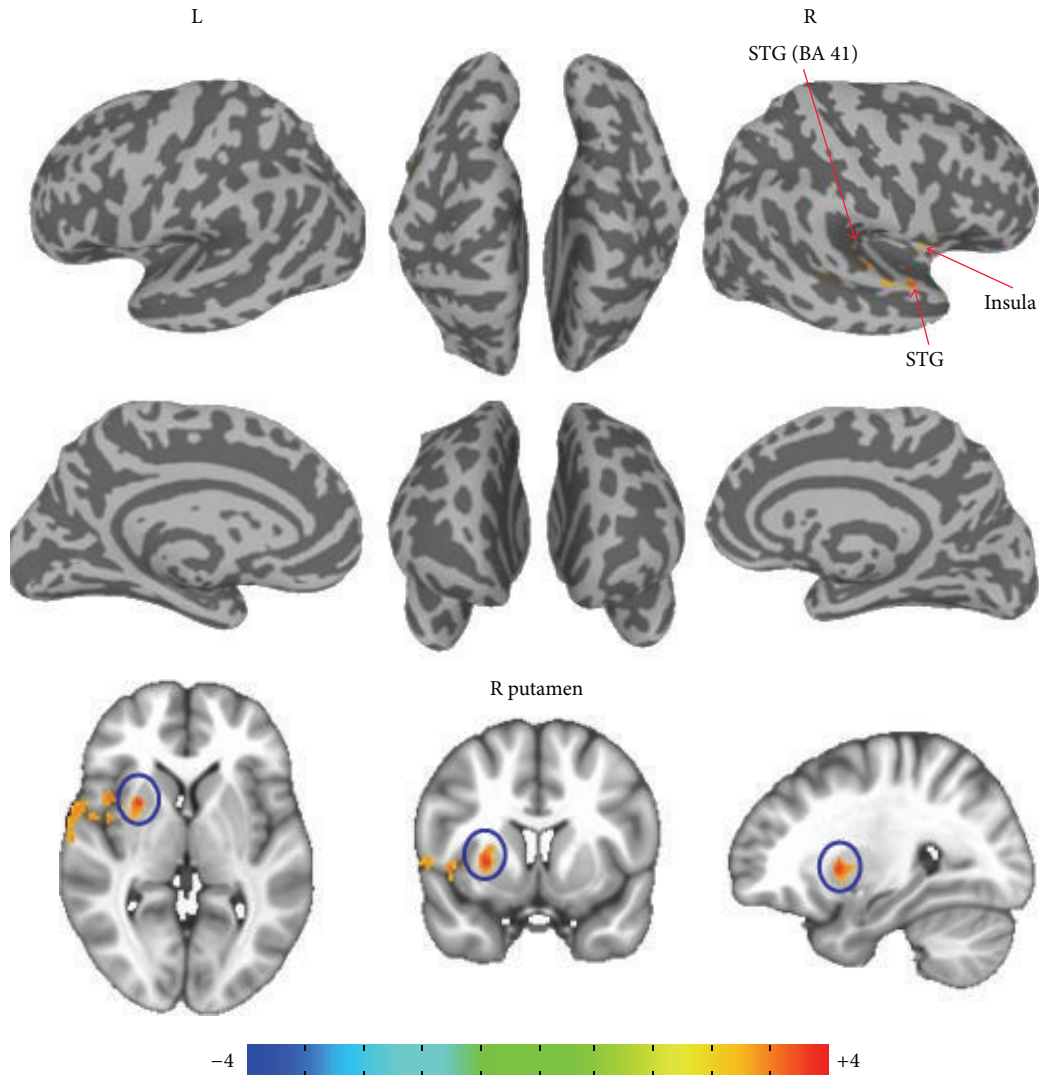 L
R
STG (BA 41)
Insula
STG
R putamen
−4
+4